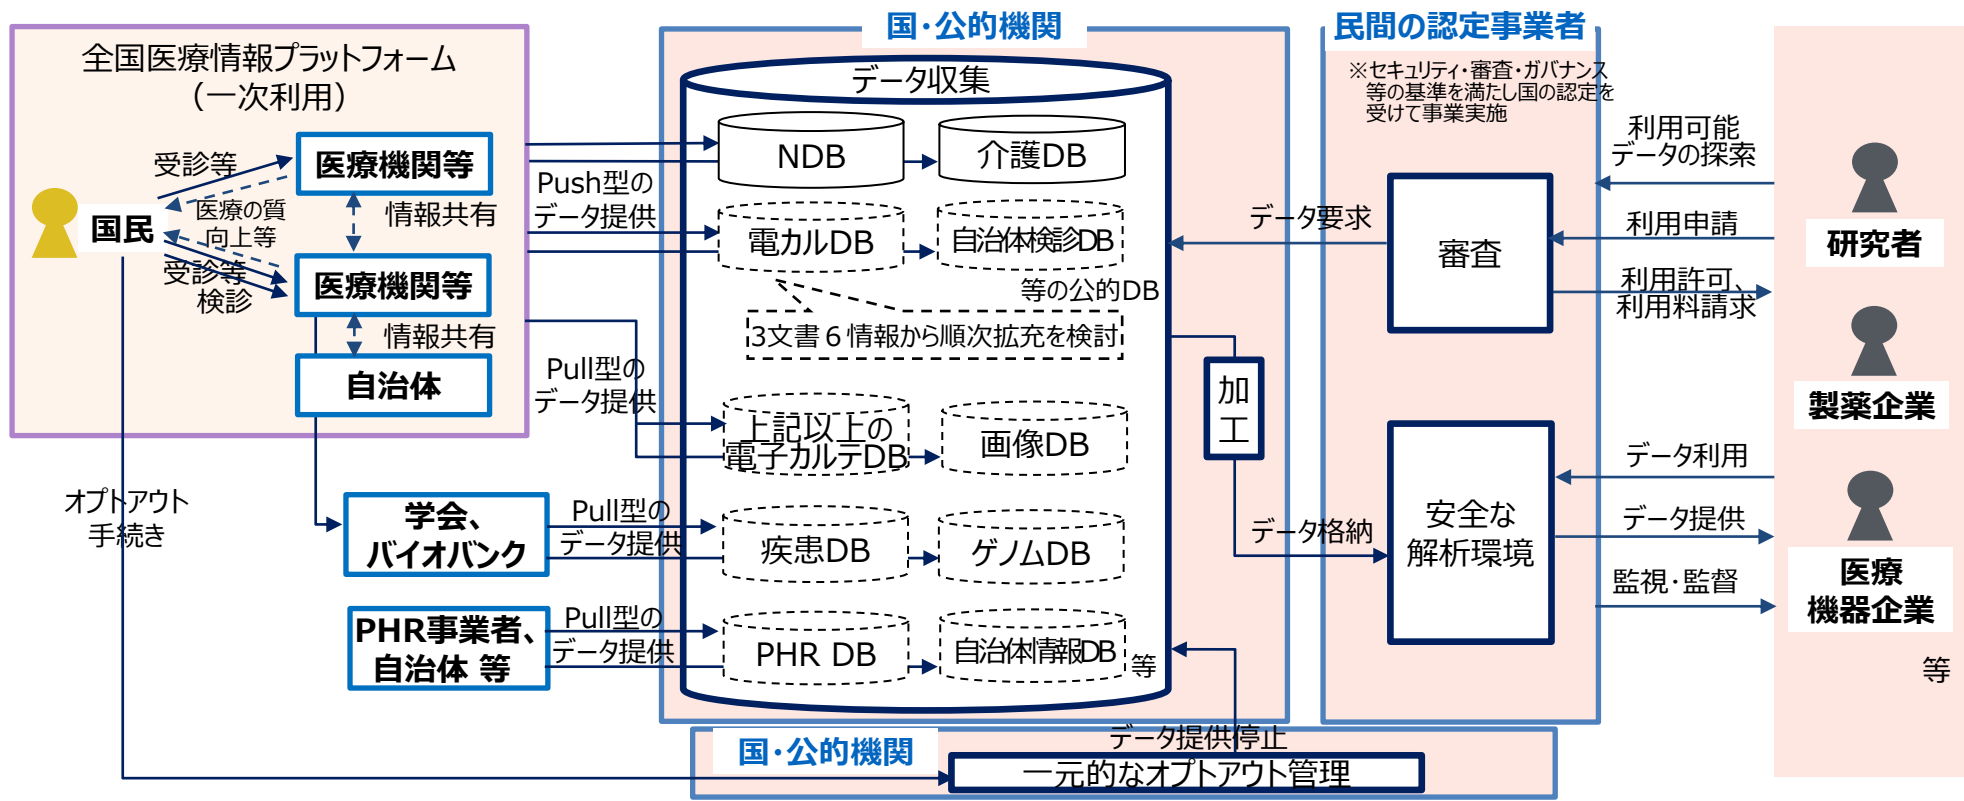 全国医療情報プラットフォーム
（一次利用）
受診等
医療機関等
国民
医療の質
向上等
情報共有
受診等
検診
医療機関等
情報共有
自治体
オプトアウト
手続き
学会、
バイオバンク
PHR事業者、
自治体 等
Push型の
データ提供
Pull型の
データ提供
Pull型の
データ提供
Pull型の
データ提供
国・公的機関
データ収集
NDB
介護DB
電カルDB
自治体検診DB
等の公的DB
3文書６情報から順次拡充を検討
上記以上の
電子カルテDB
画像DB
疾患DB
ゲノムDB
PHR DB
自治体情報DB
等
加
工
データ要求
データ格納
国・公的機関
データ提供停止
一元的なオプトアウト管理
民間の認定事業者
※セキュリティ・審査・ガバナンス
等の基準を満たし国の認定を
受けて事業実施
審査
安全な
解析環境
利用可能
データの探索
利用申請
利用許可、
利用料請求
データ利用
データ提供
監視・監督
研究者
製薬企業
医療
機器企業
等